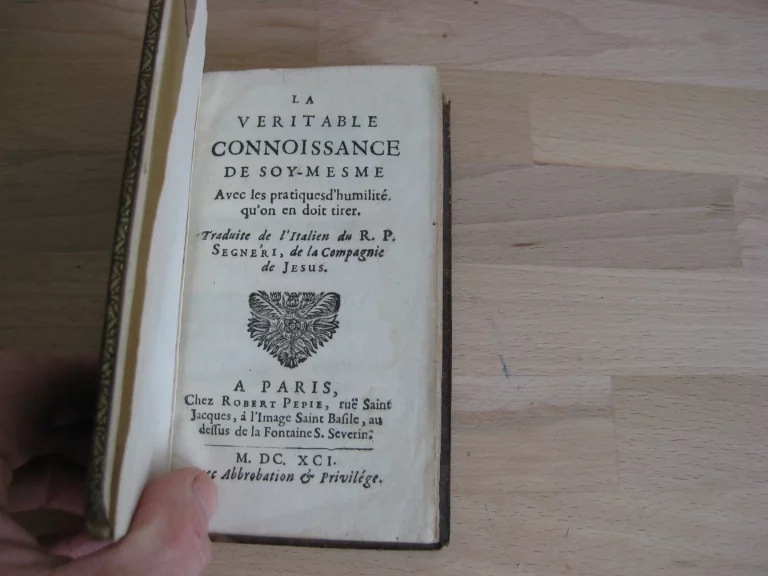 LA
VERITABLE
CONNOISSANCE
DE SOY-MESME
Avec les pratiquesd'humilité.
qu'on en doit tirer.
Traduite de l'Italien du R. P.
SEGNERI, de la Compagnie
de JESUS.
A PARIS,
Chez ROBERT PEPIE, ruë Saint
Jacques, á l'Image Saint Basile, au
dessus de la Fontaine S. Severin.
M. DC. XCI.
Abbrobation & Privilége.